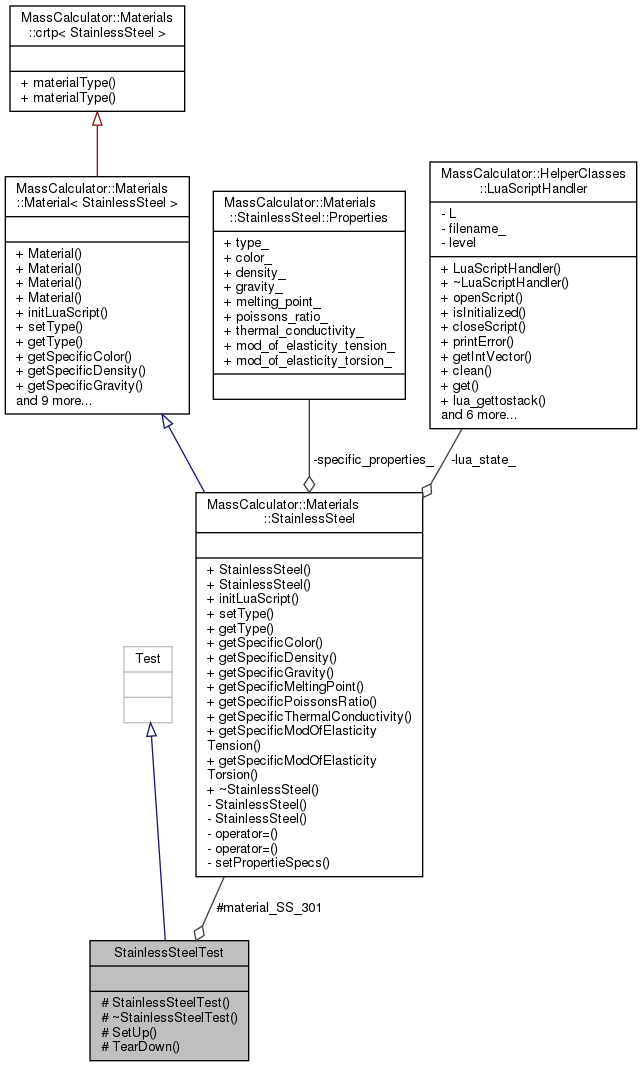 MassCalculator::Materials
::crtp< StainlessSteel >
+ materialType()
+ materialType()
MassCalculator::Materials
::Material< StainlessSteel >
+ Material()
+ Material()
+ Material()
+ Material()
+ initLuaScript()
+ setType()
+ getType()
+ getSpecificColor()
+ getSpecificDensity()
+ getSpecificGravity()
and 9 more...
MassCalculator::Materials
::StainlessSteel::Properties
+ type_
+ color_
+ density_
+ gravity_
+ melting_point_
+ poissons_ratio_
+ thermal_conductivity_
+ mod_of_elasticity_tension_
+ mod_of_elasticity_torsion_
MassCalculator::HelperClasses
::LuaScriptHandler
- L
- filename_
- level
+ LuaScriptHandler()
+ ~LuaScriptHandler()
+ openScript()
+ isInitialized()
+ closeScript()
+ printError()
+ getIntVector()
+ clean()
+ get()
+ lua_gettostack()
and 6 more...
-specific_properties_
-lua_state_
MassCalculator::Materials
::StainlessSteel
+ StainlessSteel()
+ StainlessSteel()
+ initLuaScript()
+ setType()
+ getType()
+ getSpecificColor()
+ getSpecificDensity()
+ getSpecificGravity()
+ getSpecificMeltingPoint()
+ getSpecificPoissonsRatio()
+ getSpecificThermalConductivity()
+ getSpecificModOfElasticity
Tension()
+ getSpecificModOfElasticity
Torsion()
+ ~StainlessSteel()
- StainlessSteel()
- StainlessSteel()
- operator=()
- operator=()
- setPropertieSpecs()
Test
#material_SS_301
StainlessSteelTest
# StainlessSteelTest()
# ~StainlessSteelTest()
# SetUp()
# TearDown()